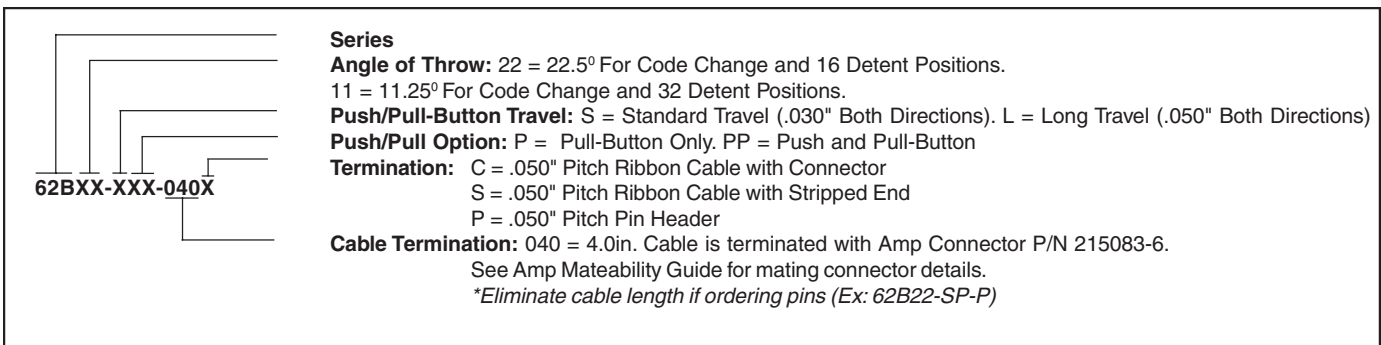 Series
Angle of Throw: 22 = 22.5⁰ For Code Change and 16 Detent Positions.
11 = 11.25⁰ For Code Change and 32 Detent Positions.
Push/Pull-Button Travel: S = Standard Travel (.030" Both Directions). L = Long Travel (.050" Both Directions)
Push/Pull Option: P = Pull-Button Only. PP = Push and Pull-Button
Termination: C = .050" Pitch Ribbon Cable with Connector
S = .050" Pitch Ribbon Cable with Stripped End
62BXX-XXX-040X
P = .050" Pitch Pin Header
Cable Termination: 040 = 4.0in. Cable is terminated with Amp Connector P/N 215083-6.
See Amp Mateability Guide for mating connector details.
*Eliminate cable length if ordering pins (Ex: 62B22-SP-P)